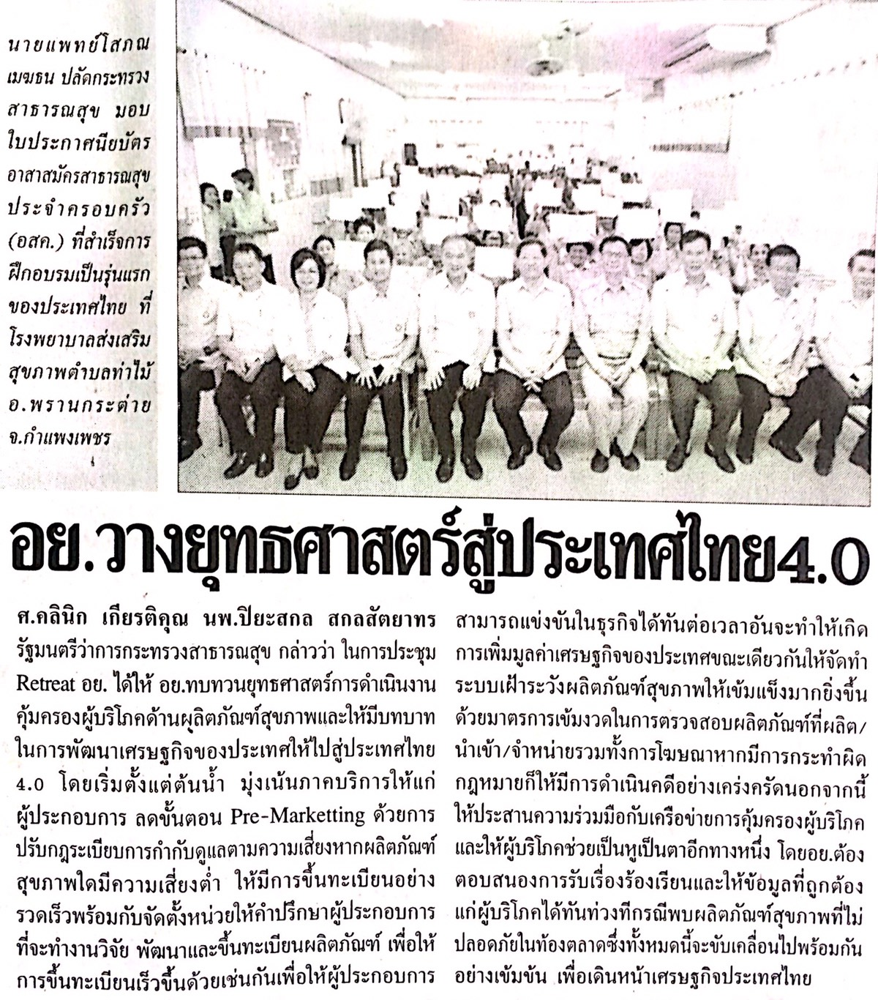 นายแพทย์โสภณ
เมฆธน ปลัดกระทรวง
สาธารณสุข มอบ
ใบประกาศนียบัตร
อาสาสมัครสาธารณสุข
ประจำครอบครัว
(อสค.) ที่สำเร็จการ
ฝึกอบรมเป็นรุ่นแรก
ของประเทศไทย ที่
โรงพยาบาลส่งเสริม
สุขภาพตำบลท่าไม้
อ.พรานกระต่าย
จ.กำแพงเพชร
อย.วางยุทธศาสตร์สู่ประเทศไทย4.0
ศ.คลินิก เกียรติคุณ นพ.ปิยะสกล สกลสัตยาทร
รัฐมนตรีว่าการกระทรวงสาธารณสุข กล่าวว่า ในการประชุม
Retreat อย. ได้ให้ อย.ทบทวนยุทธศาสตร์การดำเนินงาน
คุ้มครองผู้บริโภคด้านผลิตภัณฑ์สุขภาพและให้มีบทบาท
ในการพัฒนาเศรษฐกิจของประเทศให้ไปสู่ประเทศไทย
4.0 โดยเริ่มตั้งแต่ต้นน้ำ มุ่งเน้นภาคบริการให้แก่
ผู้ประกอบการ ลดขั้นตอน Pre-Marketting ด้วยการ
ปรับกฎระเบียบการกำกับดูแลตามความเสี่ยงหากผลิตภัณฑ์
สุขภาพใดมีความเสี่ยงต่ำ ให้มีการขึ้นทะเบียนอย่าง
รวดเร็วพร้อมกับจัดตั้งหน่วยให้คำปรึกษาผู้ประกอบการ
ที่จะทำงานวิจัย พัฒนาและขึ้นทะเบียนผลิตภัณฑ์ เพื่อให้
การขึ้นทะเบียนเร็วขึ้นด้วยเช่นกันเพื่อให้ผู้ประกอบการ
สามารถแข่งขันในธุรกิจได้ทันต่อเวลาอันจะทำให้เกิด
การเพิ่มมูลค่าเศรษฐกิจของประเทศขณะเดียวกันให้จัดทำ
ระบบเฝ้าระวังผลิตภัณฑ์สุขภาพให้เข้มแข็งมากยิ่งขึ้น
ด้วยมาตรการเข้มงวดในการตรวจสอบผลิตภัณฑ์ที่ผลิต/
นำเข้า/จำหน่ายรวมทั้งการโฆษณาหากมีการกระทำผิด
กฎหมายก็ให้มีการดำเนินคดีอย่างเคร่งครัดนอกจากนี้
ให้ประสานความร่วมมือกับเครือข่ายการคุ้มครองผู้บริโภค
และให้ผู้บริโภคช่วยเป็นหูเป็นตาอีกทางหนึ่ง โดยอย.ต้อง
ตอบสนองการรับเรื่องร้องเรียนและให้ข้อมูลที่ถูกต้อง
แก่ผู้บริโภคได้ทันท่วงทีกรณีพบผลิตภัณฑ์สุขภาพที่ไม่
ปลอดภัยในท้องตลาดซึ่งทั้งหมดนี้จะขับเคลื่อนไปพร้อมกัน
อย่างเข้มข้น เพื่อเดินหน้าเศรษฐกิจประเทศไทย